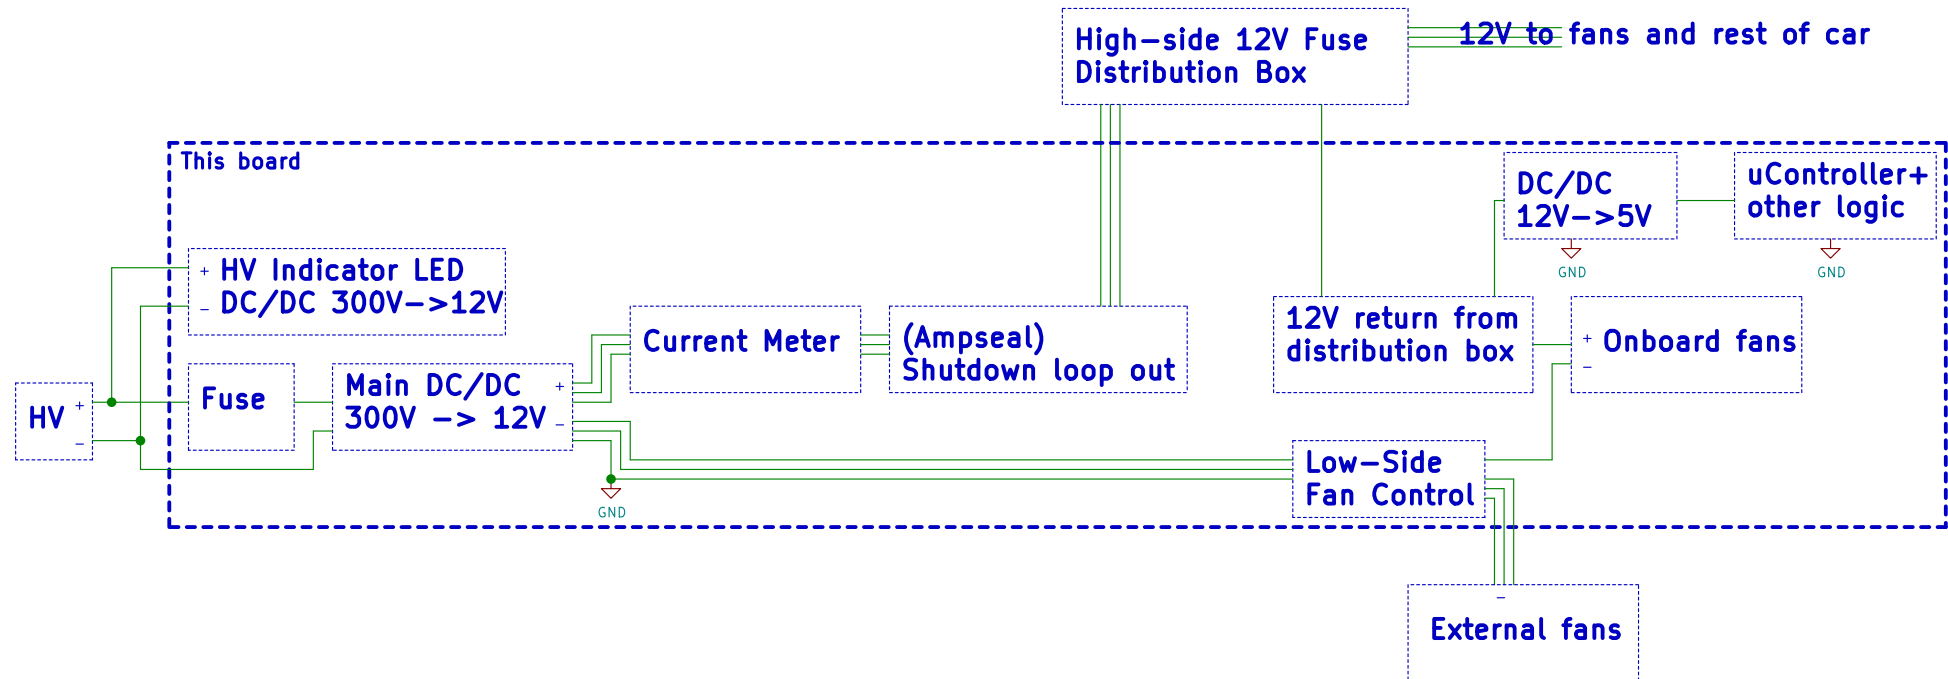 High-side 12V Fuse
Distribution Box
12V to fans and rest of car
This board
DC/DC
12V->5V
GND
uController+
other logic
GND
+ HV Indicator LED
- DC/DC 300V->12V
HV
+
-
Fuse
Main DC/DC
300V -> 12V
+
-
GND
Current Meter
(Ampseal)
Shutdown loop out
12V return from
distribution box
+ Onboard fans
-
Low-Side
Fan Control
-
External fans